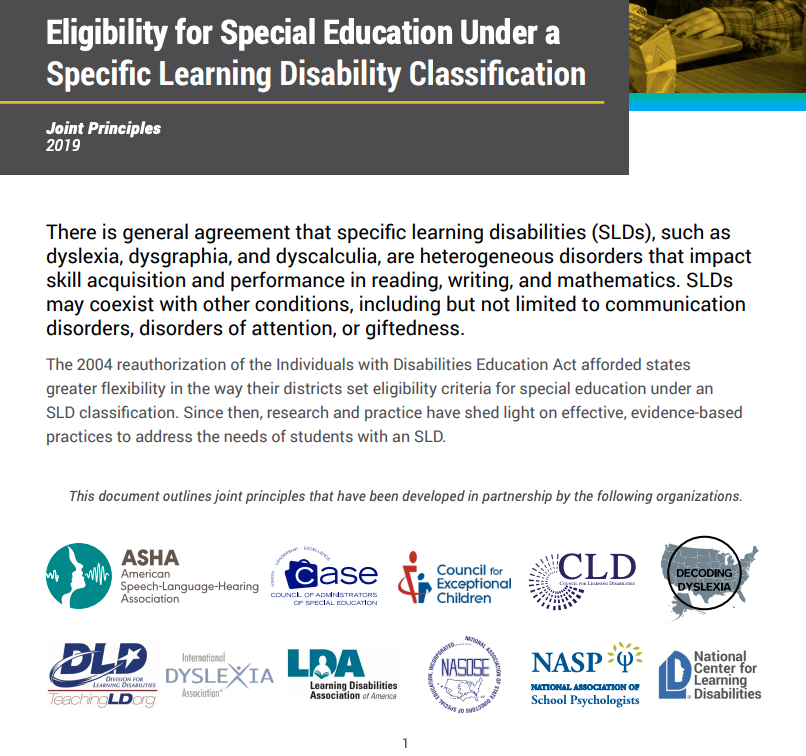 Eligibility for Special Education Under a
Specific Learning Disability Classification
Joint Principles
2019
There is general agreement that specific learning disabilities (SLDs), such as
dyslexia, dysgraphia, and dyscalculia, are heterogeneous disorders that impact
skill acquisition and performance in reading, writing, and mathematics. SLDs
may coexist with other conditions, including but not limited to communication
disorders, disorders of attention, or giftedness.
The 2004 reauthorization of the Individuals with Disabilities Education Act afforded states
greater flexibility in the way their districts set eligibility criteria for special education under an
SLD classification. Since then, research and practice have shed light on effective, evidence-based
practices to address the needs of students with an SLD.
This document outlines joint principles that have been developed in partnership by the following organizations.
ASHA
American
Speech-Language-Hearing
Association
VISION LEADERSHIP EXCELLENCE
case
COUNCIL OF ADMINISTRATORS
OF SPECIAL EDUCATION
Council for
Exceptional
Children
CLD
COUNCIL FOR LEARNING DISABILITIES
DECODING
DYSLEXIA
DLD
DIVISION FOR
LEARNING DISABILITIES
TeachingLD.org
International
DYSLEXIA
Association®
LDA
Learning Disabilities
Association of America
NATIONAL ASSOCIATION OF STATE DIRECTORS OF SPECIAL EDUCATION, INCORPORATED
NASDSE
NASP
NATIONAL ASSOCIATION OF
School Psychologists
National
Center for
Learning
Disabilities
1